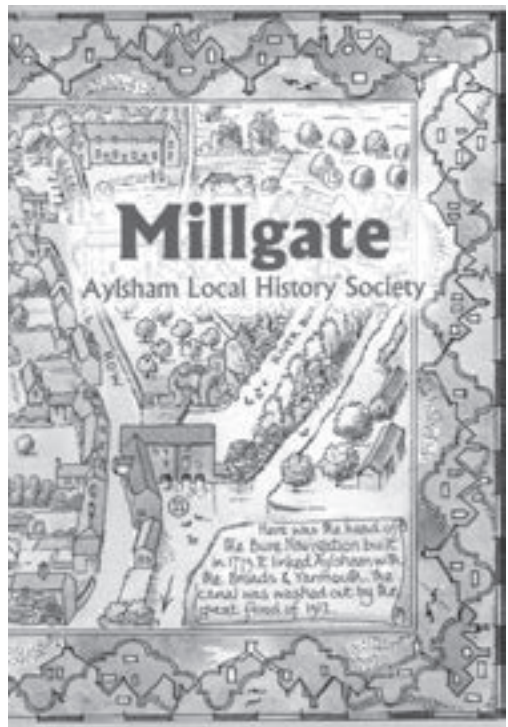 Millgate
Aylsham Local History Society
Here was the head of
the Bure Navigation built
in 1779. It linked Aylsham with
the Broads & Yarmouth. The
canal was washed out by the
great flood of 1912